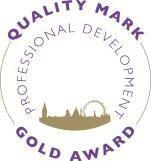 QUALITY MARK
PROFESSIONAL DEVELOPMENT
GOLD AWARD